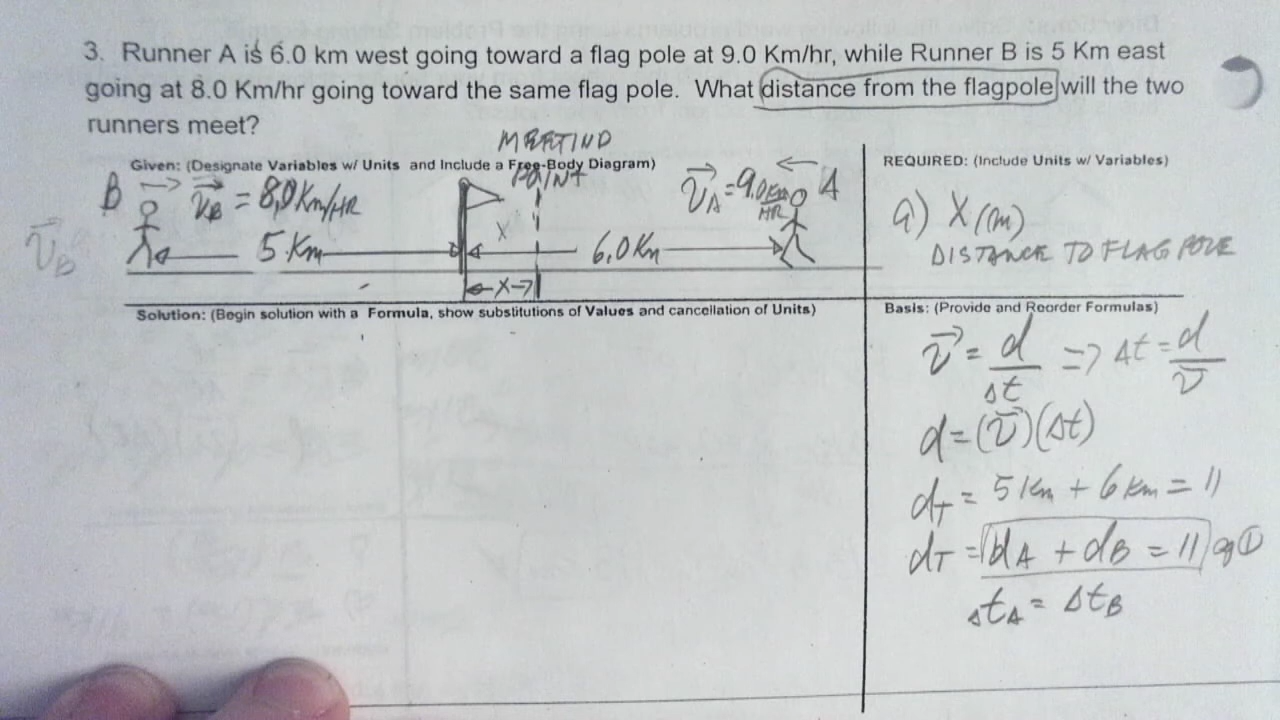 3. Runner A is 6.0 km west going toward a flag pole at 9.0 Km/hr, while Runner B is 5 Km east
going at 8.0 Km/hr going toward the same flag pole. What distance from the flagpole will the two
runners meet?
Given: (Designate Variables w/ Units and Include a Free-Body Diagram)
MEETING
POINT
B → v⃗B = 8.0 Km/HR
v⃗A = 9.0 Km/HR ← A
v⃗B
5 Km
X
6.0 Km
X
REQUIRED: (Include Units w/ Variables)
a) X (m)
DISTANCE TO FLAG POLE
Solution: (Begin solution with a Formula, show substitutions of Values and cancellation of Units)
Basis: (Provide and Reorder Formulas)
v⃗ = d/Δt => Δt = d/v⃗
d = (v⃗)(Δt)
dT = 5 Km + 6 Km = 11
dT = dA + dB = 11 eq ①
ΔtA = ΔtB